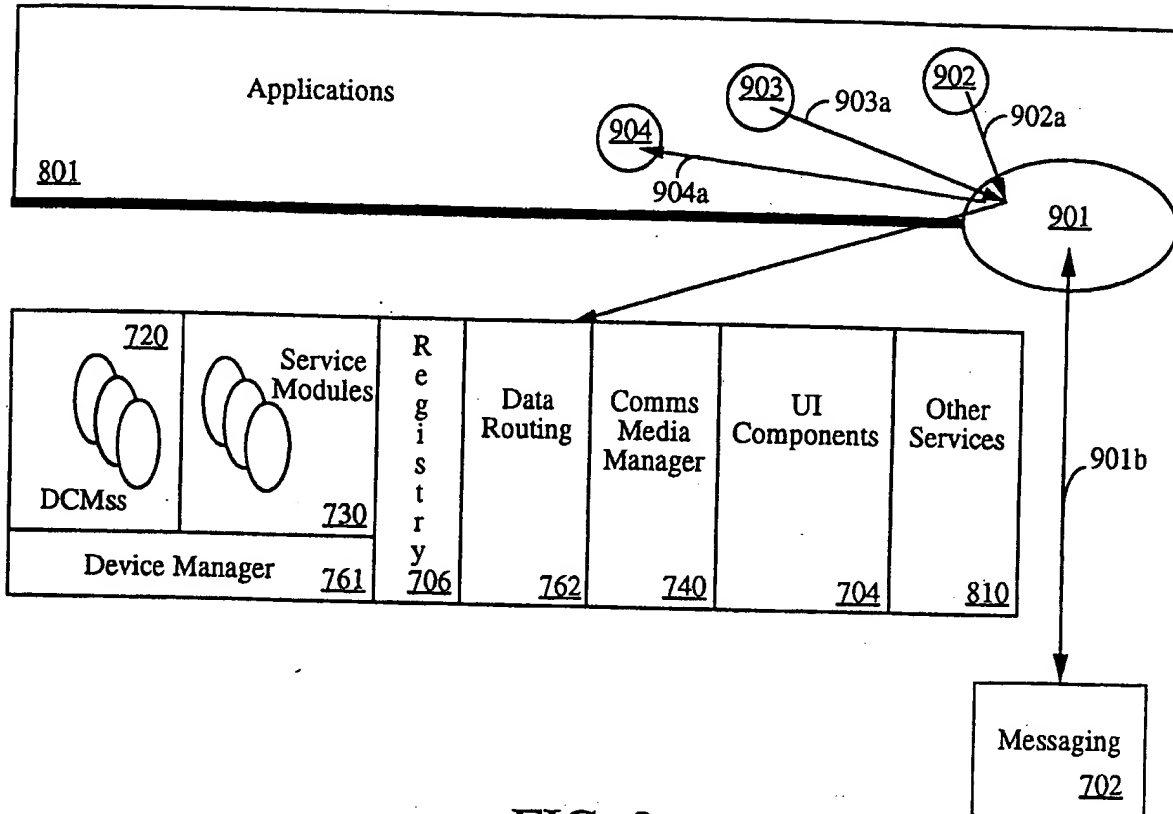 Applications
801
904
904a
903
903a
902
902a
901
901b
720
DCMss
Service
Modules
730
Device Manager
761
Registry
706
Data
Routing
762
Comms
Media
Manager
740
UI
Components
704
Other
Services
810
Messaging
702